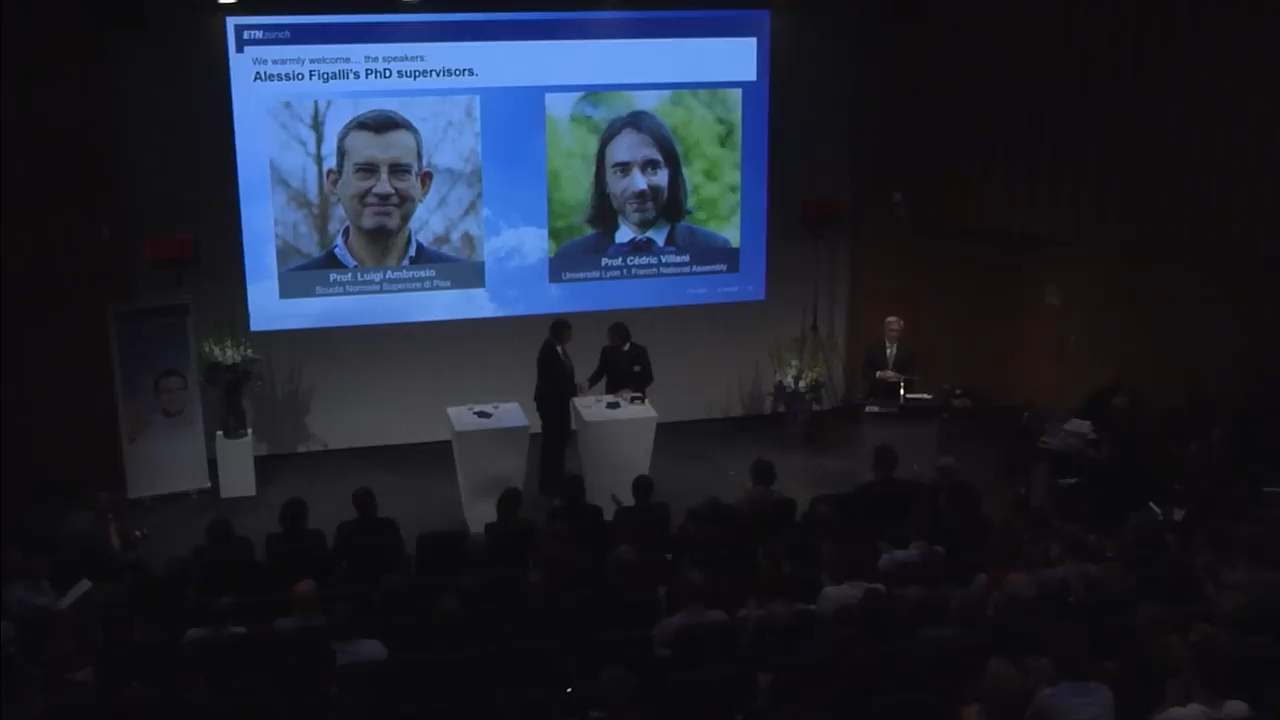 ETH zürich
We warmly welcome... the speakers:
Alessio Figalli's PhD supervisors.
Prof. Luigi Ambrosio
Scuola Normale Superiore di Pisa
Prof. Cédric Villani
Université Lyon 1, French National Assembly